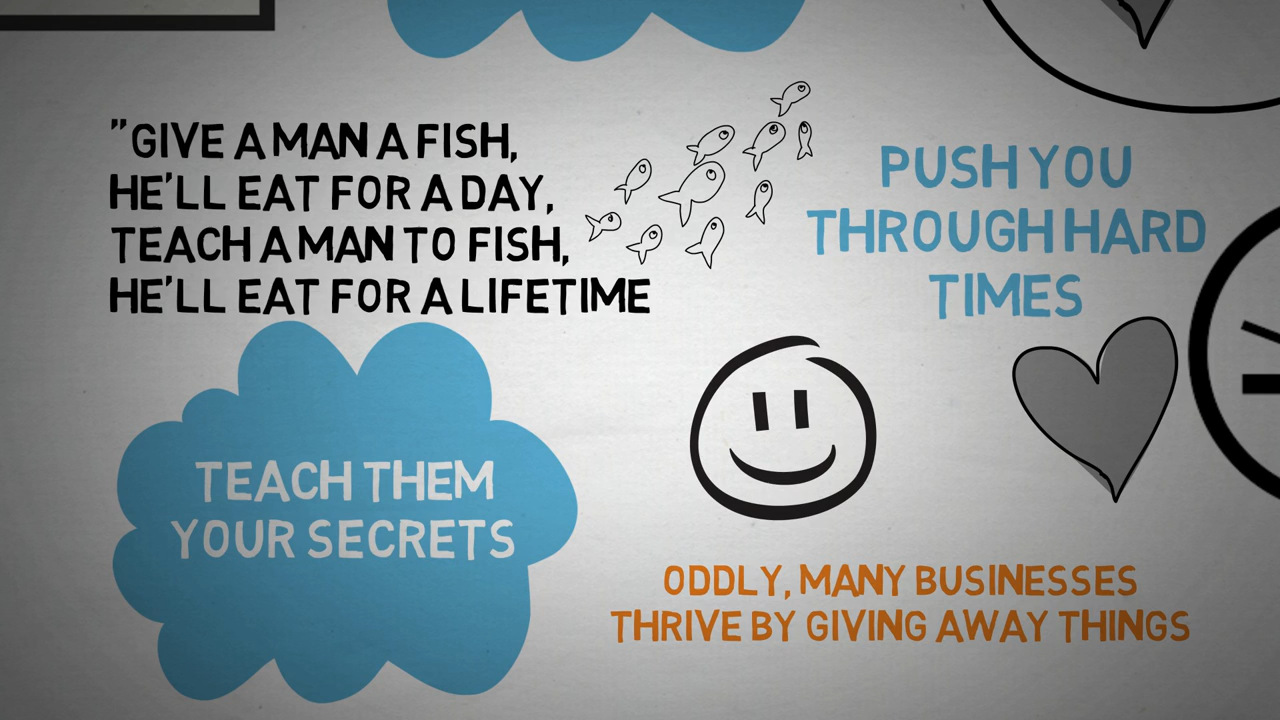 "GIVE A MAN A FISH,
HE'LL EAT FOR A DAY,
TEACH A MAN TO FISH,
HE'LL EAT FOR A LIFETIME
PUSH YOU
THROUGH HARD
TIMES
TEACH THEM
YOUR SECRETS
ODDLY, MANY BUSINESSES
THRIVE BY GIVING AWAY THINGS